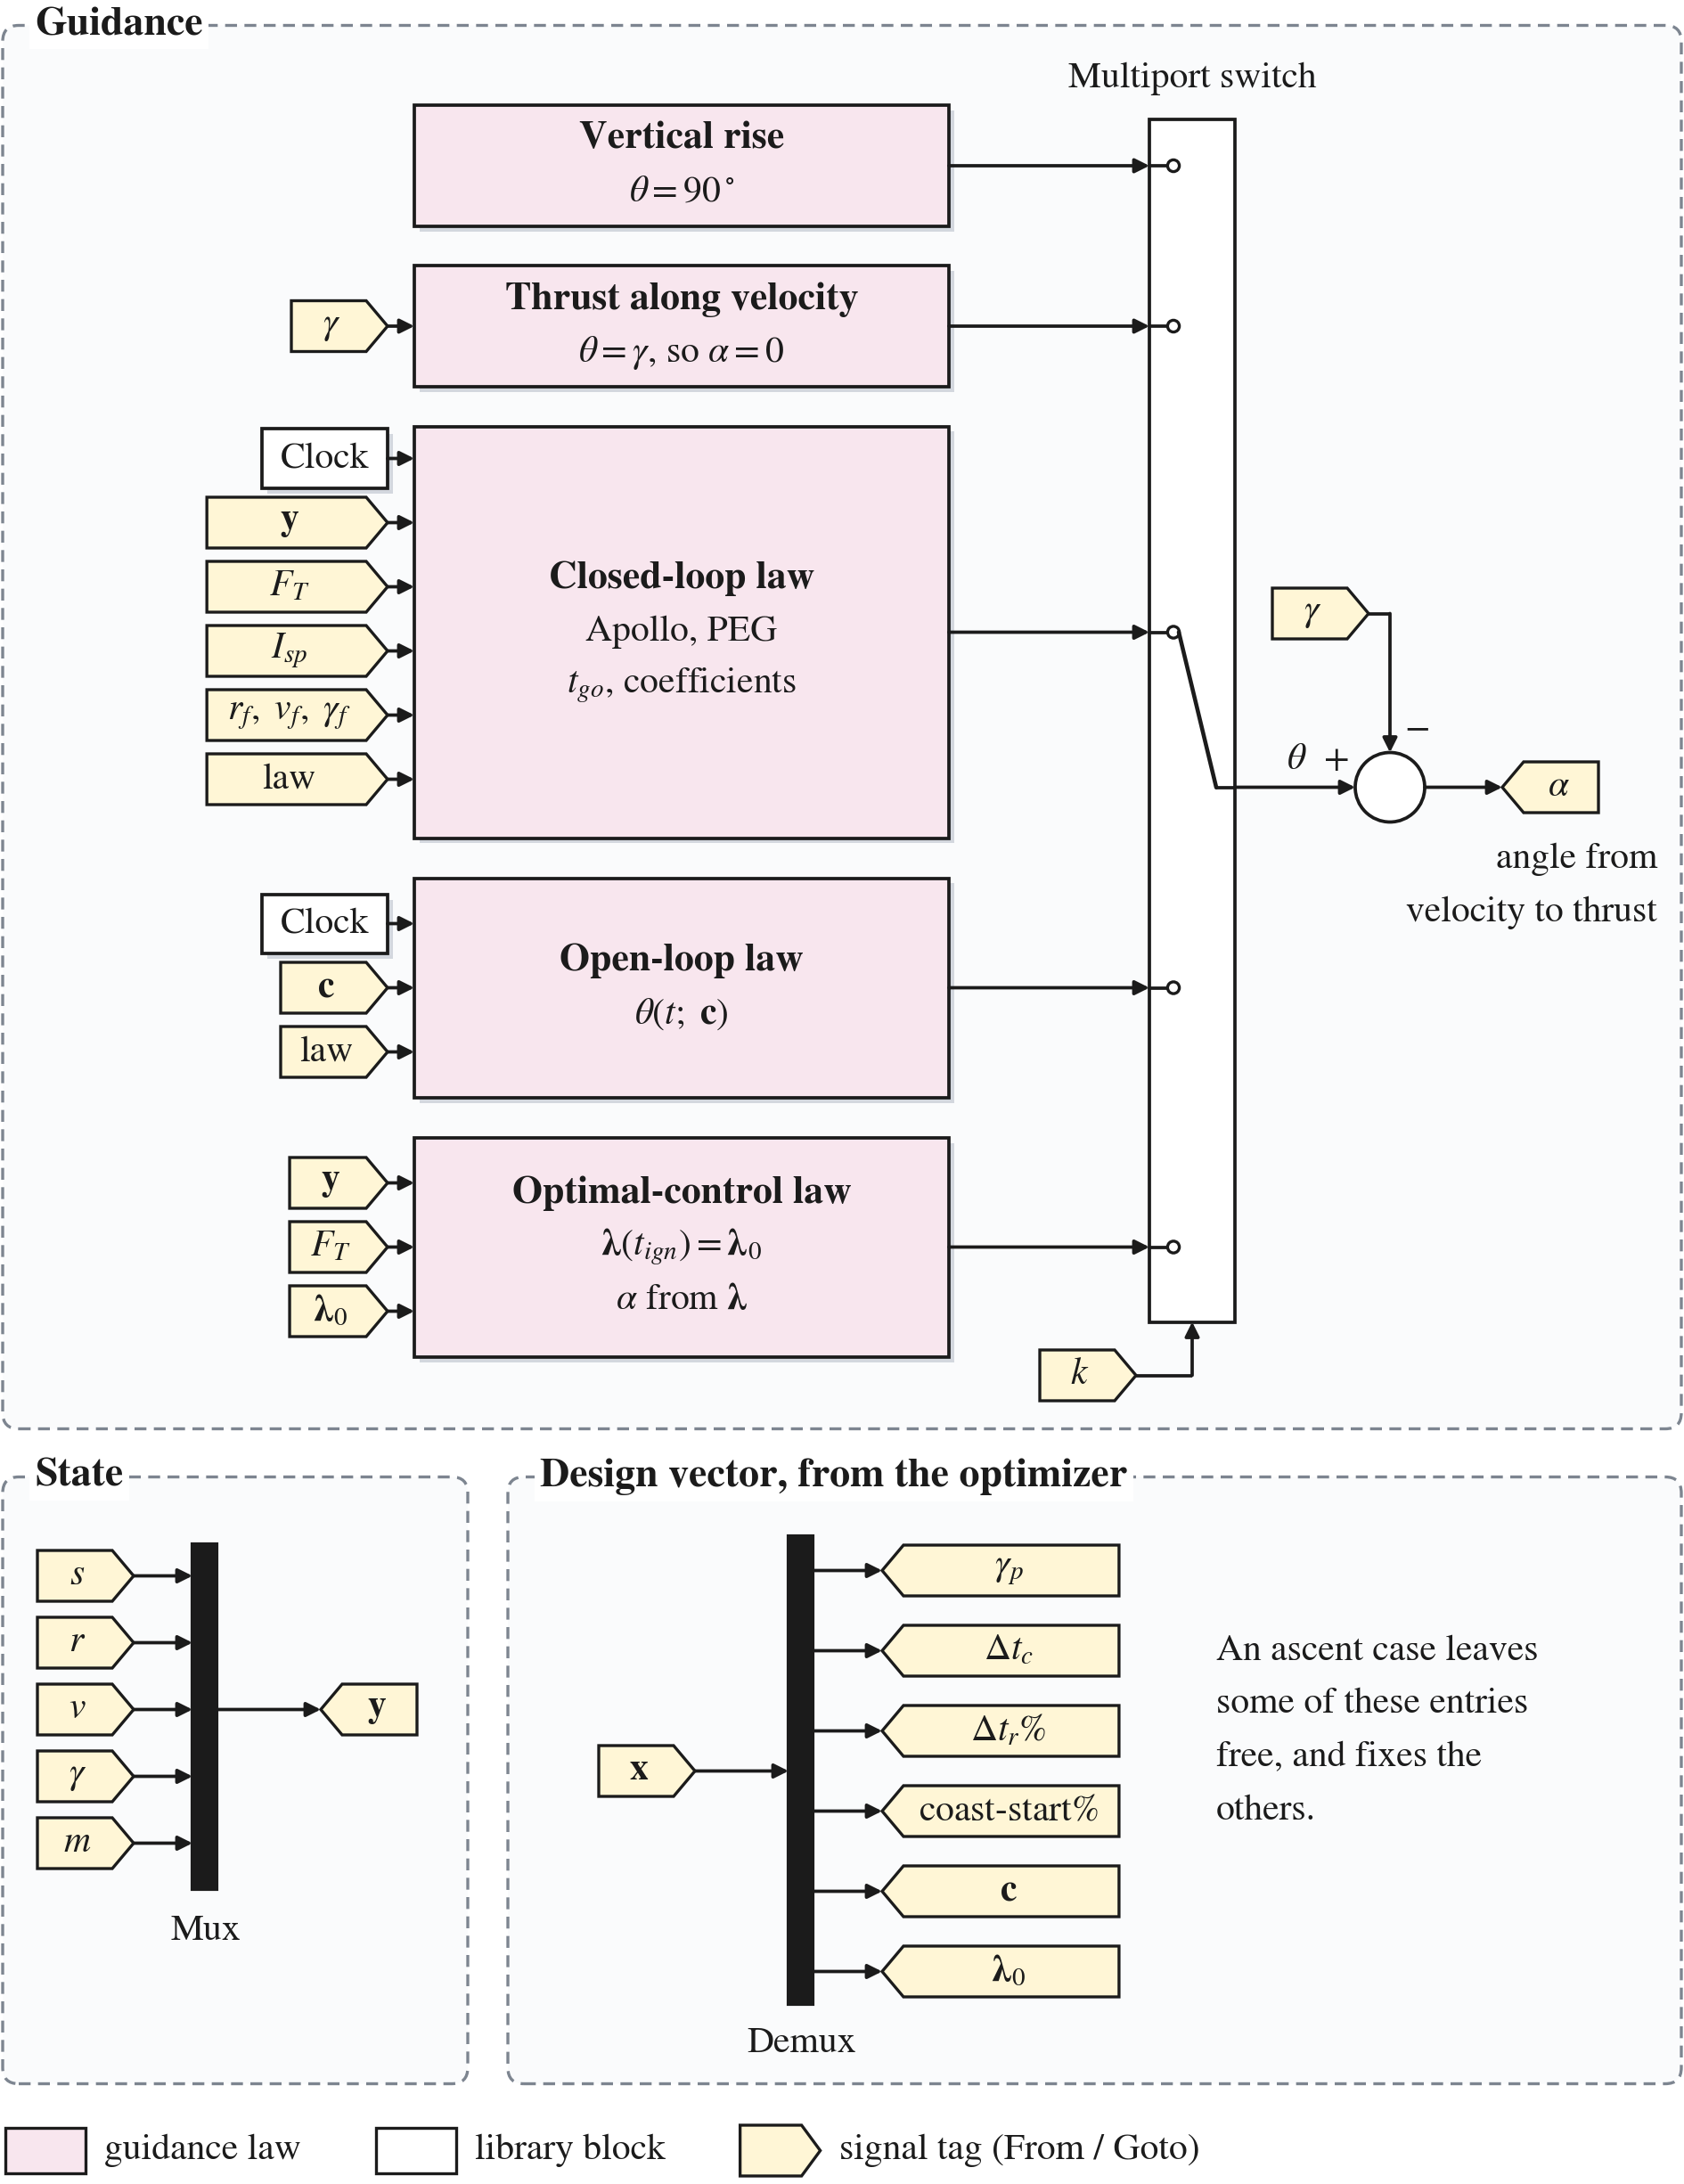 Guidance
Multiport switch
Vertical rise
θ = 90°
γ
Thrust along velocity
θ = γ, so α = 0
Clock
y
F_T
I_sp
r_f, v_f, γ_f
law
Closed-loop law
Apollo, PEG
t_go, coefficients
γ
−
θ +
α
angle from
velocity to thrust
Clock
c
law
Open-loop law
θ(t; c)
y
F_T
λ_0
Optimal-control law
λ(t_ign) = λ_0
α from λ
k
State
s
r
v
γ
m
y
Mux
Design vector, from the optimizer
x
γ_p
Δt_c
Δt_r%
coast-start%
c
λ_0
Demux
An ascent case leaves
some of these entries
free, and fixes the
others.
guidance law
library block
signal tag (From / Goto)